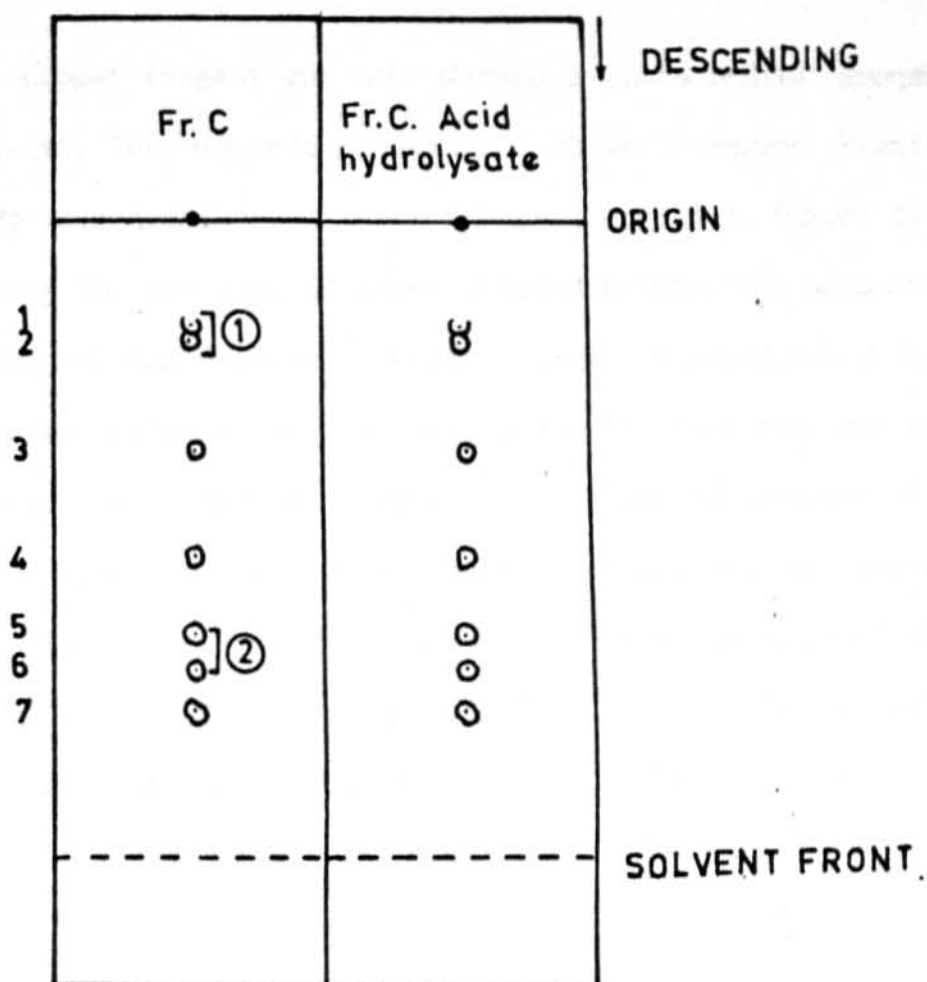 DESCENDING
Fr. C
Fr.C. Acid
hydrolysate
ORIGIN
1
2
①
3
4
5
6
②
7
SOLVENT FRONT.